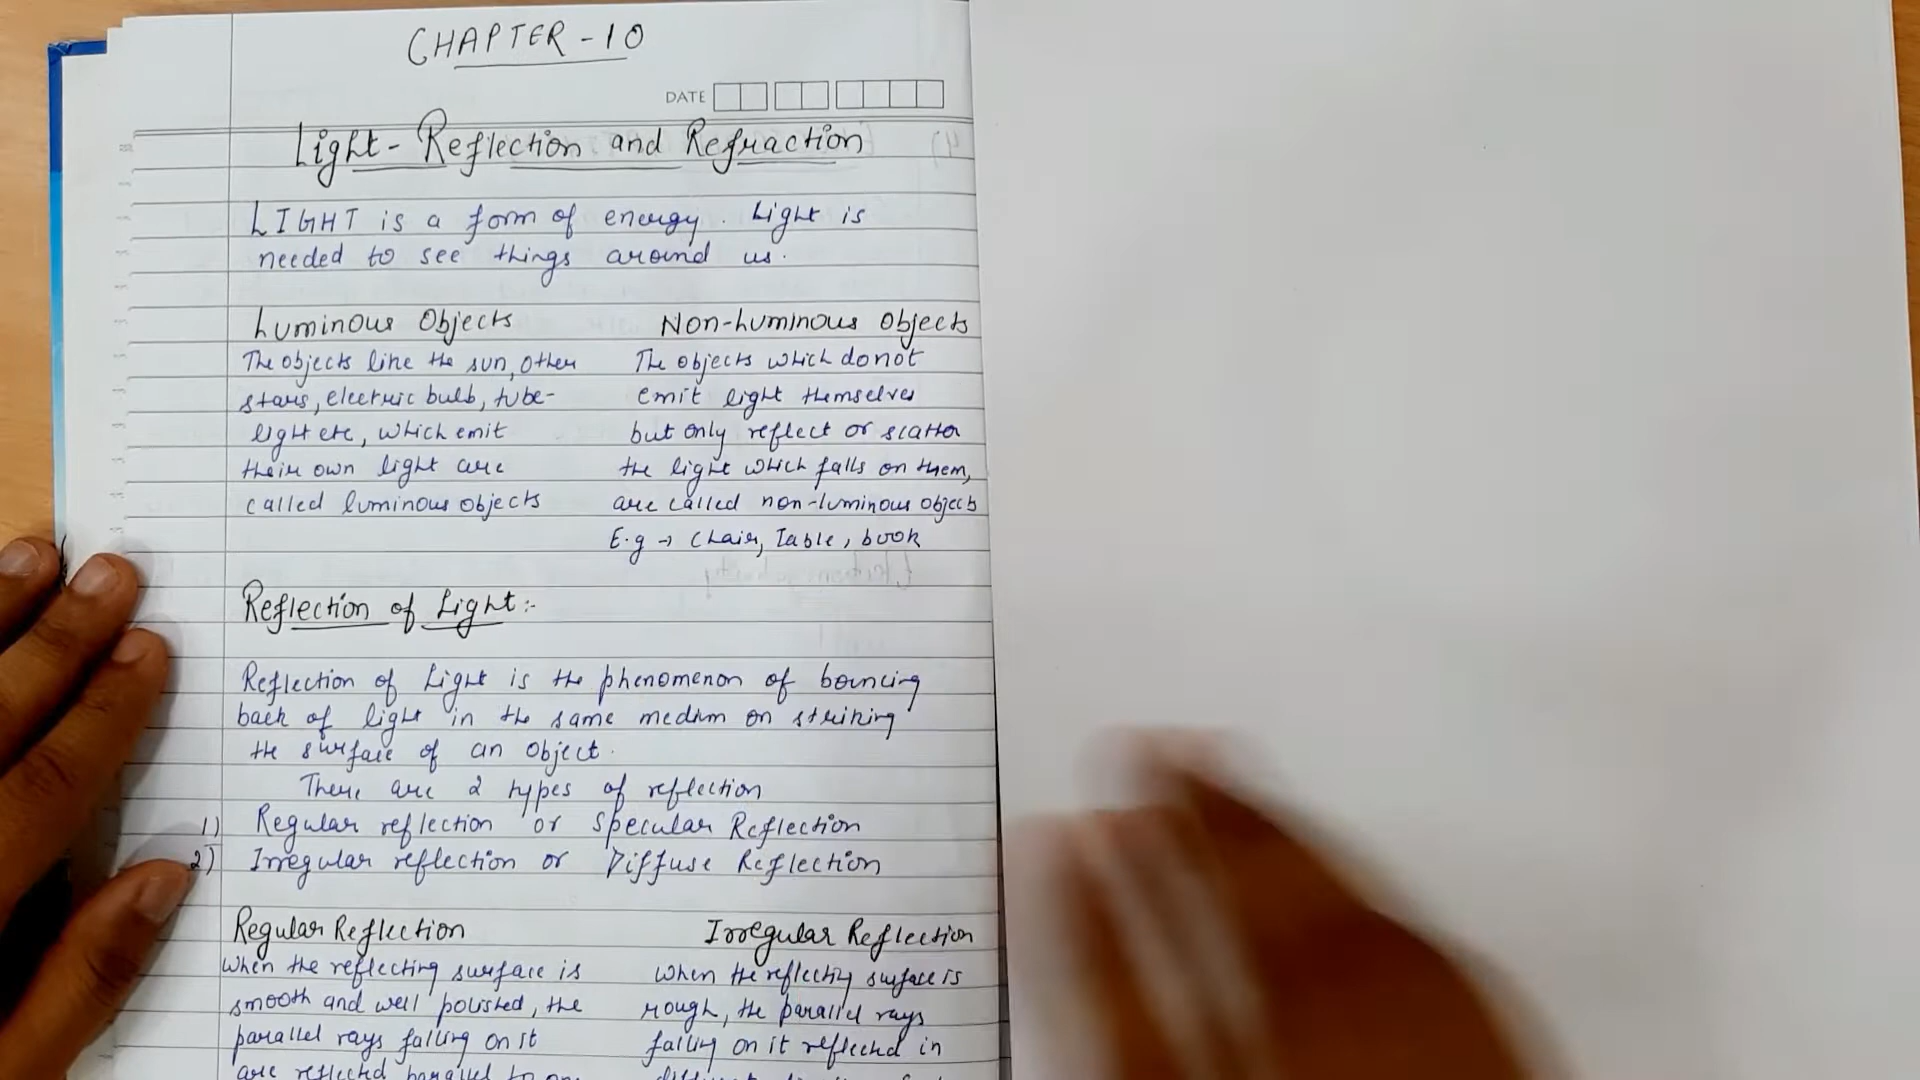 CHAPTER - 10
DATE
Light - Reflection and Refraction
LIGHT is a form of energy. Light is
needed to see things around us.
Luminous Objects
The objects like the sun, other
stars, electric bulb, tube-
light etc, which emit
their own light are
called luminous objects
Non-Luminous Objects
The objects which do not
emit light themselves
but only reflect or scatter
the light which falls on them,
are called non-luminous objects
E.g → Chair, Table, book
Reflection of Light :-
Reflection of Light is the phenomenon of bouncing
back of light in the same medium on striking
the surface of an object.
There are 2 types of reflection
1) Regular reflection or Specular Reflection
2) Irregular reflection or Diffuse Reflection
Regular Reflection
When the reflecting surface is
smooth and well polished, the
parallel rays falling on it
are reflected parallel to
Irregular Reflection
When the reflecting surface is
rough, the parallel rays
falling on it reflected in